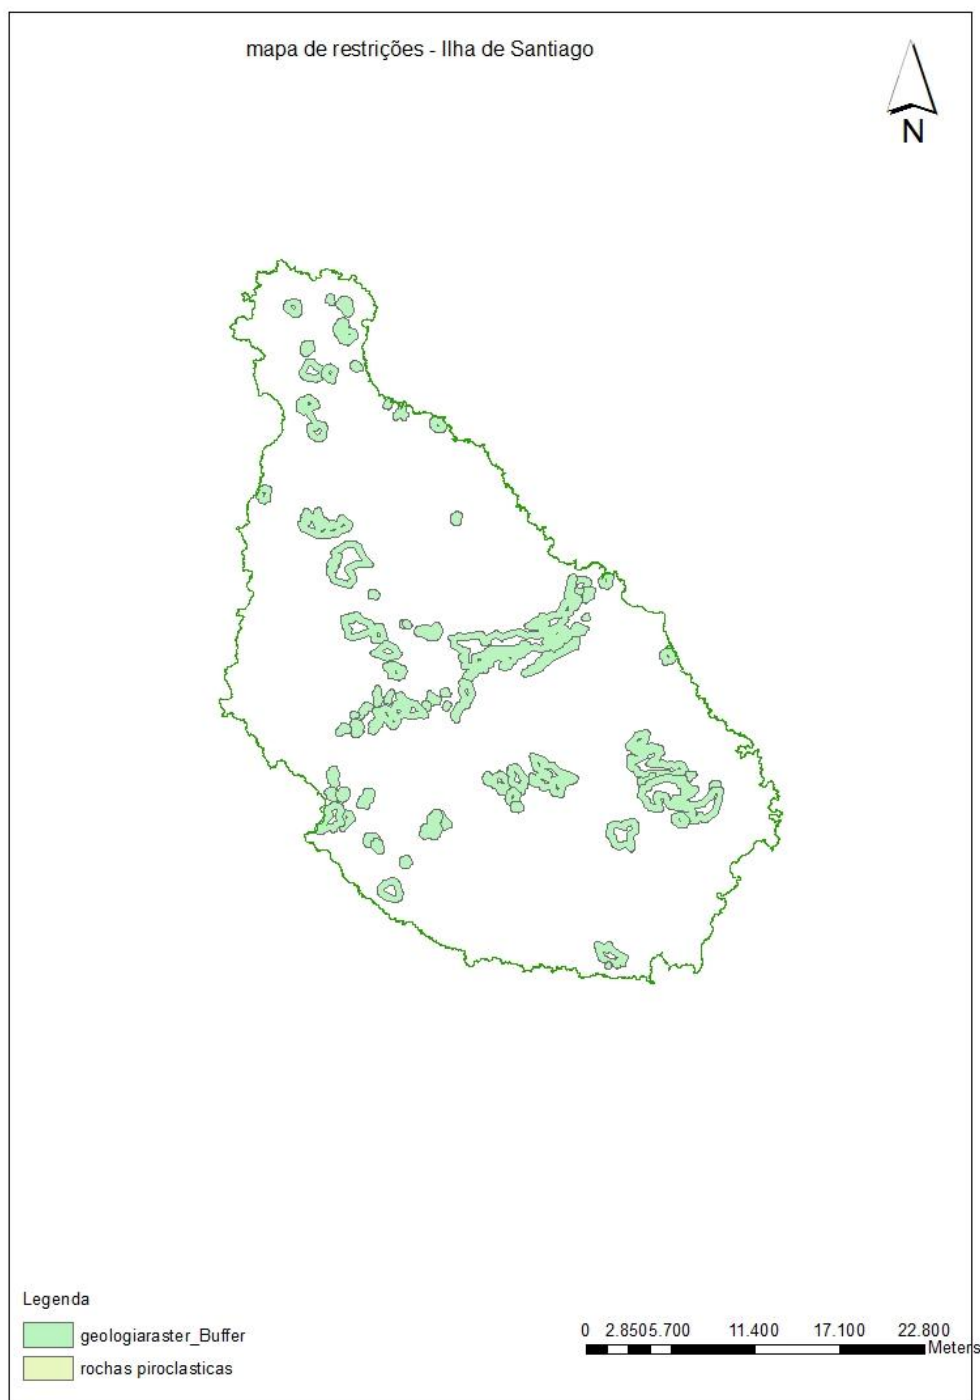 mapa de restrições - Ilha de Santiago
N
Legenda
geologiaraster_Buffer
rochas piroclasticas
0 2.8505.700 11.400 17.100 22.800
Meters